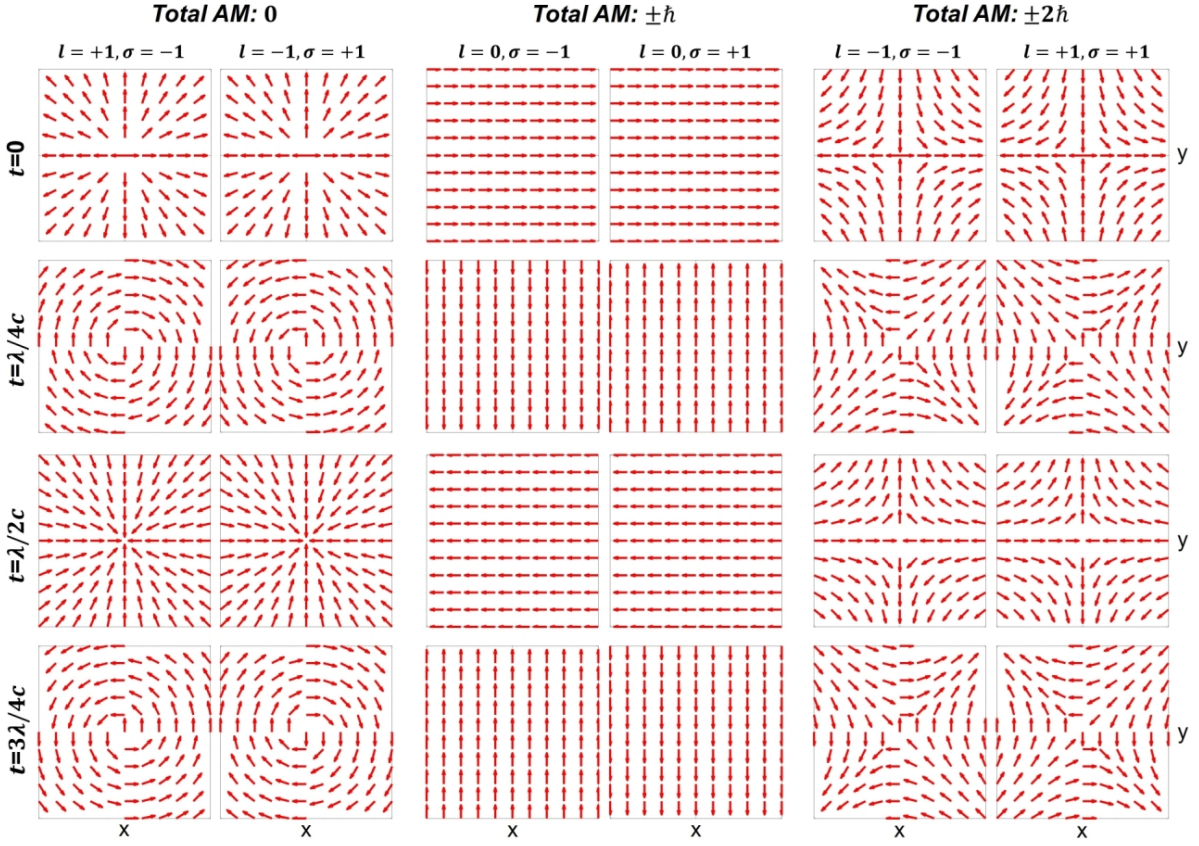 Total AM: 0 Total AM: ±ℏ Total AM: ±2ℏ
l = +1, σ = −1 l = −1, σ = +1 l = 0, σ = −1 l = 0, σ = +1 l = −1, σ = −1 l = +1, σ = +1
t=0 y
t=λ/4c y
t=λ/2c y
t=3λ/4c y
x x x